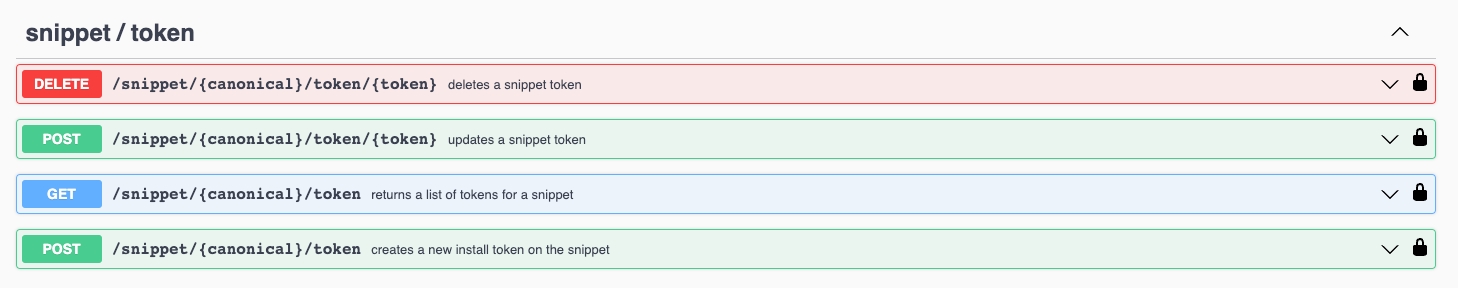 snippet / token
DELETE /snippet/{canonical}/token/{token} deletes a snippet token
POST /snippet/{canonical}/token/{token} updates a snippet token
GET /snippet/{canonical}/token returns a list of tokens for a snippet
POST /snippet/{canonical}/token creates a new install token on the snippet